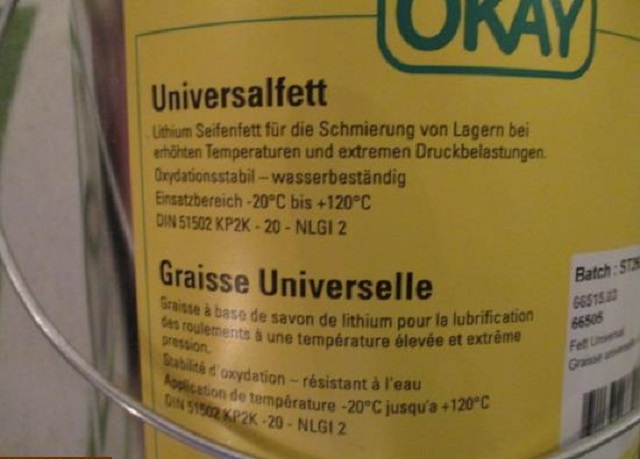 OKAY
Universalfett
Lithium Seifenfett für die Schmierung von Lagern bei
erhöhten Temperaturen und extremen Druckbelastungen.
Oxydationsstabil – wasserbeständig
Einsatzbereich -20°C bis +120°C
DIN 51502 KP2K - 20 - NLGI 2
Graisse Universelle
Graisse à base de savon de lithium pour la lubrification
des roulements à une température élevée et extrême
pression.
Stabilité d'oxydation – résistant à l'eau
Application de température -20°C jusqu'a +120°C
DIN 51502 KP2K - 20 - NLGI 2
Batch :
66505
Fett Universal
Graisse